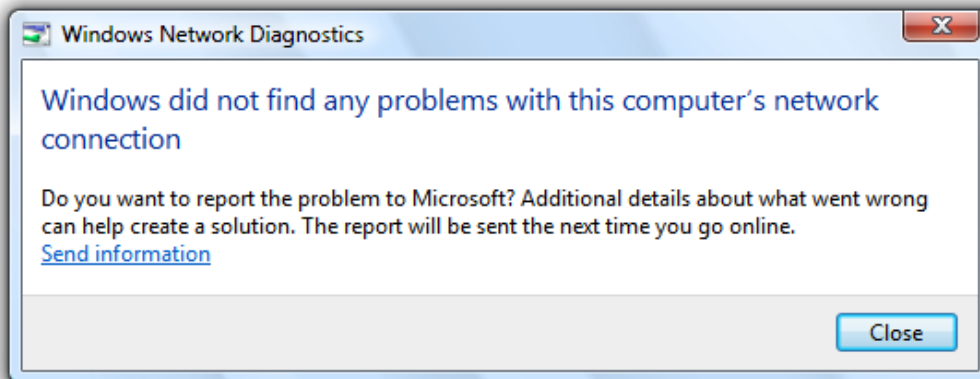 Windows Network Diagnostics
Windows did not find any problems with this computer's network
connection
Do you want to report the problem to Microsoft? Additional details about what went wrong
can help create a solution. The report will be sent the next time you go online.
Send information
Close